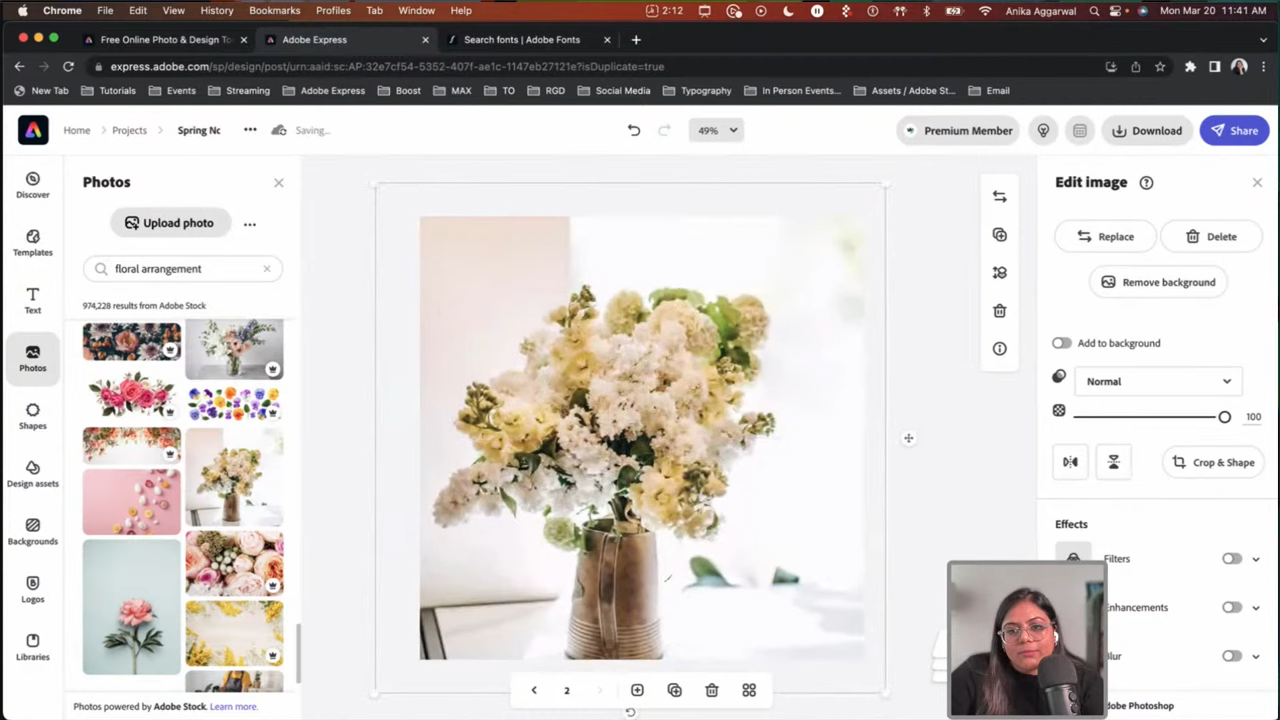 Chrome File Edit View History Bookmarks Profiles Tab Window Help 2:12 Anika Aggarwal Mon Mar 20 11:41 AM
Free Online Photo & Design To Adobe Express Search fonts | Adobe Fonts
express.adobe.com/sp/design/post/urn:aaid:sc:AP:32e7cf54-5352-407f-ae1c-1147eb27121e?isDuplicate=true
New Tab Tutorials Events Streaming Adobe Express Boost MAX TO RGD Social Media Typography In Person Events... Assets / Adobe St... Email
Home Projects Spring Nc Saving... 49% Premium Member Download Share
Discover
Templates
Text
Photos
Shapes
Design assets
Backgrounds
Logos
Libraries
Photos
Upload photo
floral arrangement
974,228 results from Adobe Stock
Photos powered by Adobe Stock. Learn more.
2
Edit image
Replace Delete
Remove background
Add to background
Normal
100
Crop & Shape
Effects
Filters
Enhancements
Blur
Adobe Photoshop